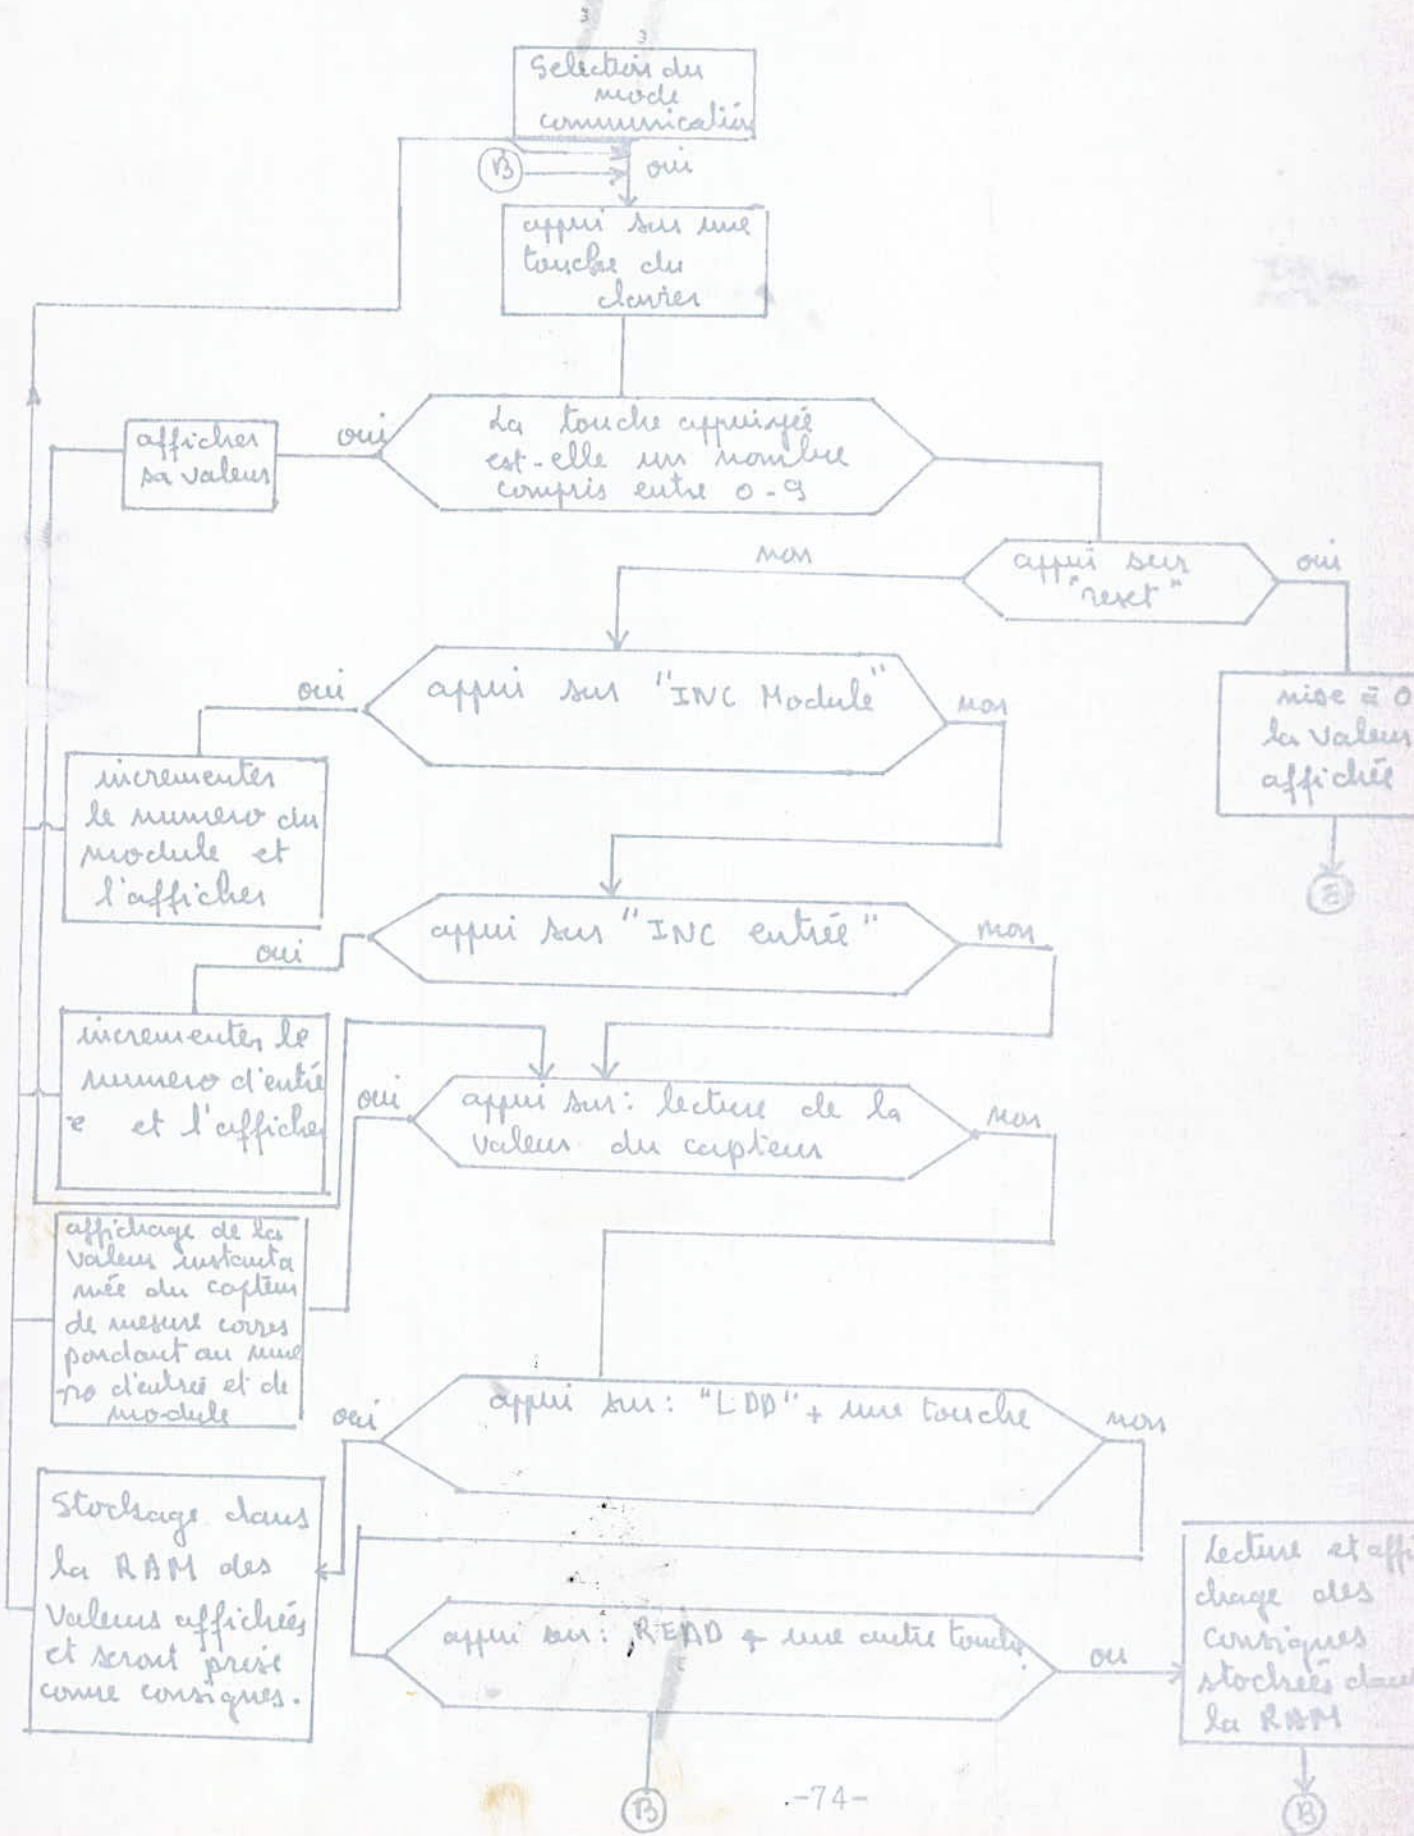 Selection du
mode
communication
B
oui
appui sur une
touche du
clavier
afficher
sa valeur
oui
La touche appuiyée
est-elle un nombre
compris entre 0-9
non
appui sur
"reset"
oui
oui
appui sur "INC Module"
non
mise à 0
la valeur
affichée
incrementer
le numero du
module et
l'afficher
oui
appui sur "INC entrée"
non
incrementer le
numero d'entré
e et l'afficher
oui
appui sur: lecture de la
valeur du capteur
non
affichage de la
valeur instanta
née du capteur
de mesure corres
pondant au numé
-ro d'entrée et de
module
oui
appui sur: "LDD" + une touche
non
Stockage dans
la RAM des
valeurs affichées
et seront prise
comme consignes.
appui sur: READ + une autre touche
oui
Lecture et affi
chage des
consignes
stockées dans
la RAM
B
-74-
B